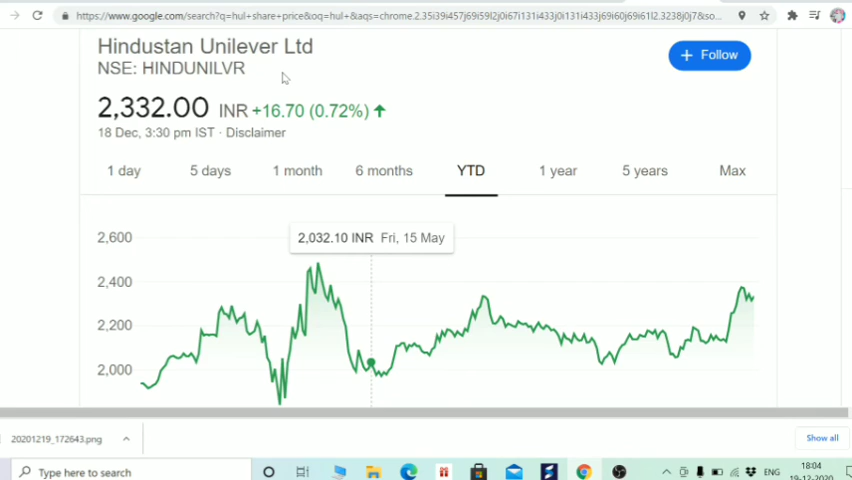 https://www.google.com/search?q=hul+share+price&oq=hul+&aqs=chrome.2.35i39i457j69i59l2j0i67i131i433j0i131i433j69i60j69i61l2.3238j0j7&so...
Hindustan Unilever Ltd
NSE: HINDUNILVR
+ Follow
2,332.00 INR +16.70 (0.72%) ↑
18 Dec, 3:30 pm IST · Disclaimer
1 day 5 days 1 month 6 months YTD 1 year 5 years Max
2,032.10 INR Fri, 15 May
2,600
2,400
2,200
2,000
20201219_172643.png
Show all
Type here to search
ENG
18:04
19-12-2020